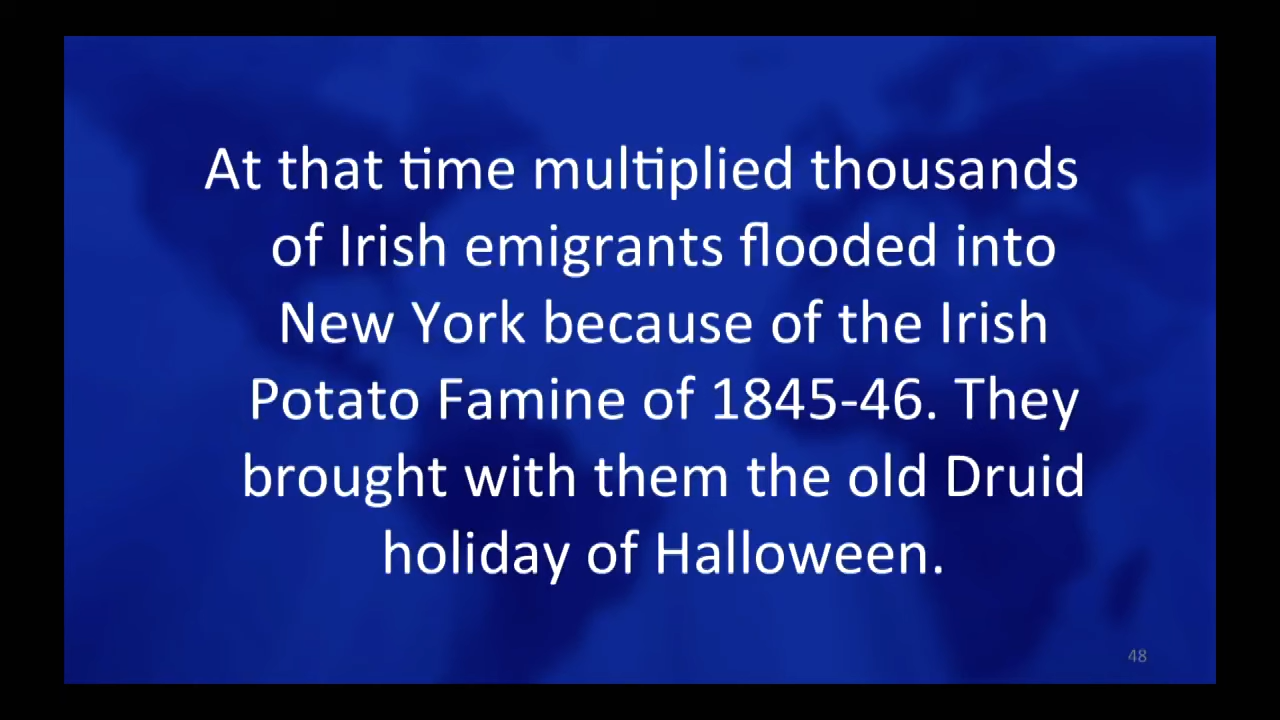 At that time multiplied thousands
of Irish emigrants flooded into
New York because of the Irish
Potato Famine of 1845-46. They
brought with them the old Druid
holiday of Halloween.
48